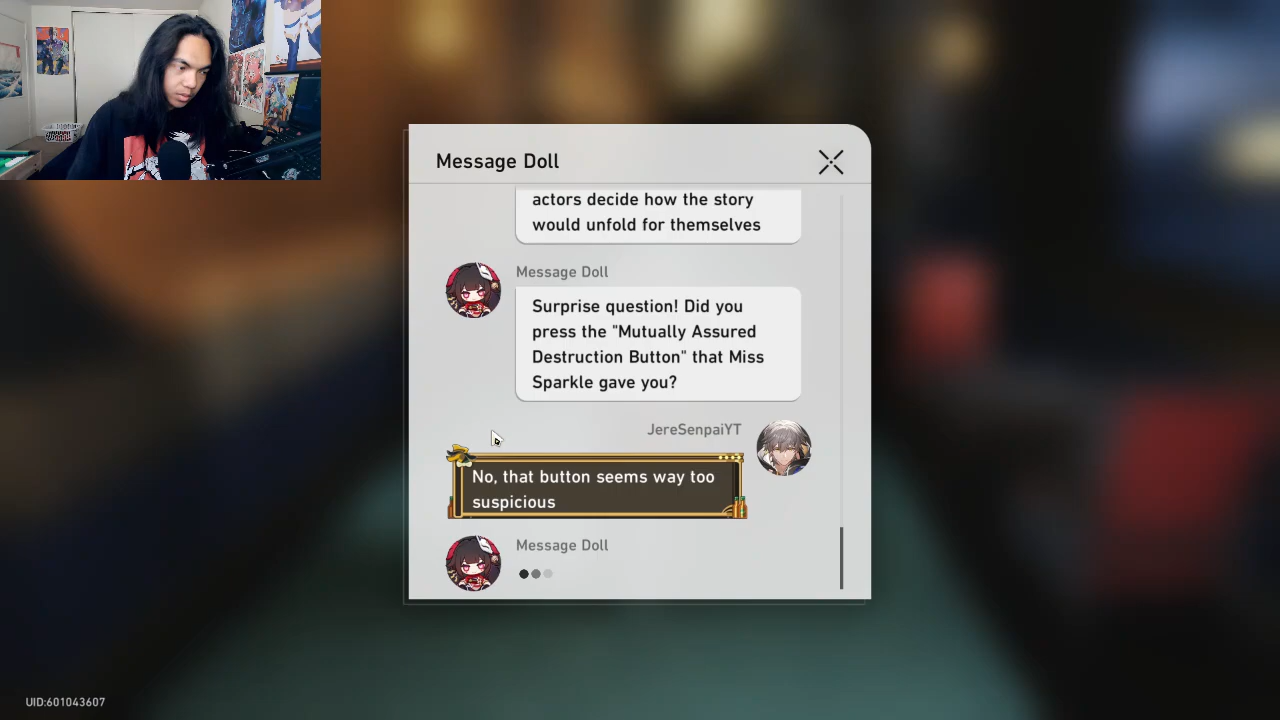 Message Doll
actors decide how the story
would unfold for themselves
Message Doll
Surprise question! Did you
press the "Mutually Assured
Destruction Button" that Miss
Sparkle gave you?
JereSenpaiYT
No, that button seems way too
suspicious
Message Doll
UID:601043607